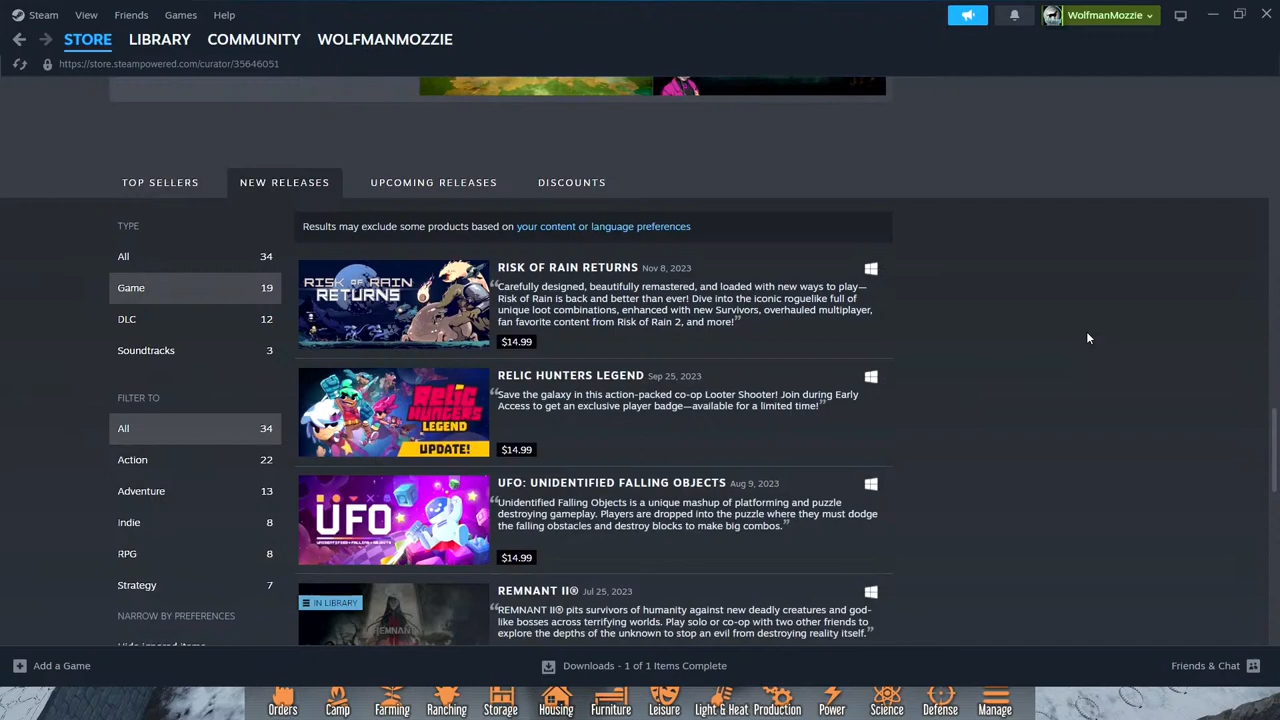 Steam View Friends Games Help
WolfmanMozzie
STORE LIBRARY COMMUNITY WOLFMANMOZZIE
https://store.steampowered.com/curator/35646051
TOP SELLERS NEW RELEASES UPCOMING RELEASES DISCOUNTS
TYPE
All 34
Game 19
DLC 12
Soundtracks 3
FILTER TO
All 34
Action 22
Adventure 13
Indie 8
RPG 8
Strategy 7
NARROW BY PREFERENCES
Hide ignored items
Results may exclude some products based on your content or language preferences
RISK OF RAIN
RETURNS
RISK OF RAIN RETURNS Nov 8, 2023
“Carefully designed, beautifully remastered, and loaded with new ways to play—
Risk of Rain is back and better than ever! Dive into the iconic roguelike full of
unique loot combinations, enhanced with new Survivors, overhauled multiplayer,
fan favorite content from Risk of Rain 2, and more!”
$14.99
Relic
HUNTERS
LEGEND
UPDATE!
RELIC HUNTERS LEGEND Sep 25, 2023
“Save the galaxy in this action-packed co-op Looter Shooter! Join during Early
Access to get an exclusive player badge—available for a limited time!”
$14.99
UFO
UNIDENTIFIED FALLING OBJECTS
UFO: UNIDENTIFIED FALLING OBJECTS Aug 9, 2023
“Unidentified Falling Objects is a unique mashup of platforming and puzzle
destroying gameplay. Players are dropped into the puzzle where they must dodge
the falling obstacles and destroy blocks to make big combos.”
$14.99
IN LIBRARY
REMNANT
REMNANT II® Jul 25, 2023
“REMNANT II® pits survivors of humanity against new deadly creatures and god-
like bosses across terrifying worlds. Play solo or co-op with two other friends to
explore the depths of the unknown to stop an evil from destroying reality itself.”
Add a Game Downloads - 1 of 1 Items Complete Friends & Chat
Orders Camp Farming Ranching Storage Housing Furniture Leisure Light & Heat Production Power Science Defense Manage